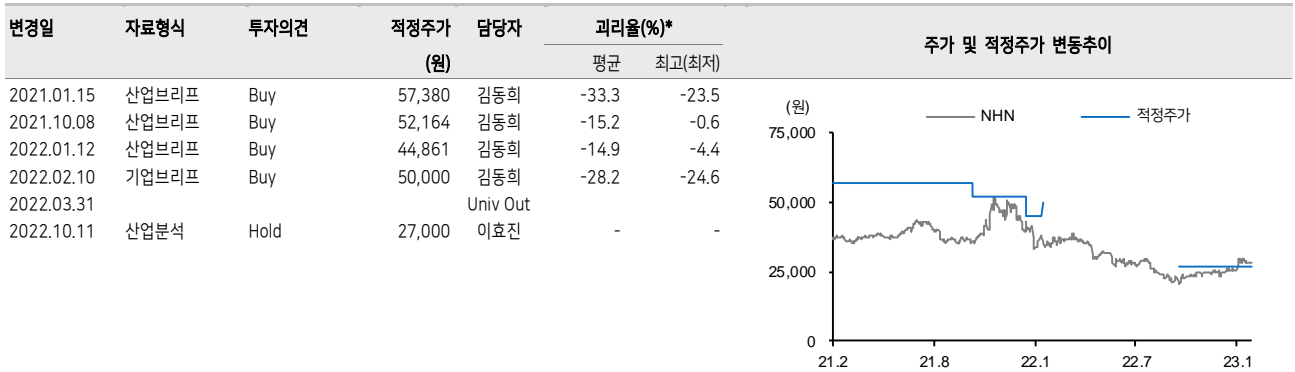 변경일 자료형식 투자의견 적정주가 담당자 괴리율(%)* 주가 및 적정주가 변동추이
(원) 평균 최고(최저)
2021.01.15 산업브리프 Buy 57,380 김동희 -33.3 -23.5
2021.10.08 산업브리프 Buy 52,164 김동희 -15.2 -0.6
2022.01.12 산업브리프 Buy 44,861 김동희 -14.9 -4.4
2022.02.10 기업브리프 Buy 50,000 김동희 -28.2 -24.6
2022.03.31 Univ Out
2022.10.11 산업분석 Hold 27,000 이효진 - -
(원)
NHN 적정주가
75,000
50,000
25,000
0
21.2 21.8 22.1 22.7 23.1